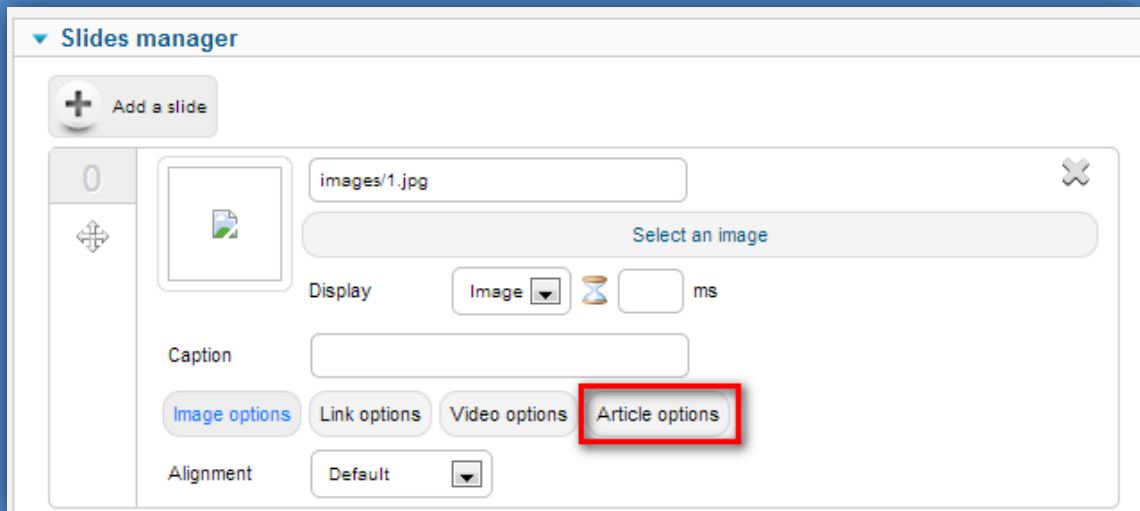 Slides manager
Add a slide
0
images/1.jpg
Select an image
Display Image ms
Caption
Image options Link options Video options Article options
Alignment Default